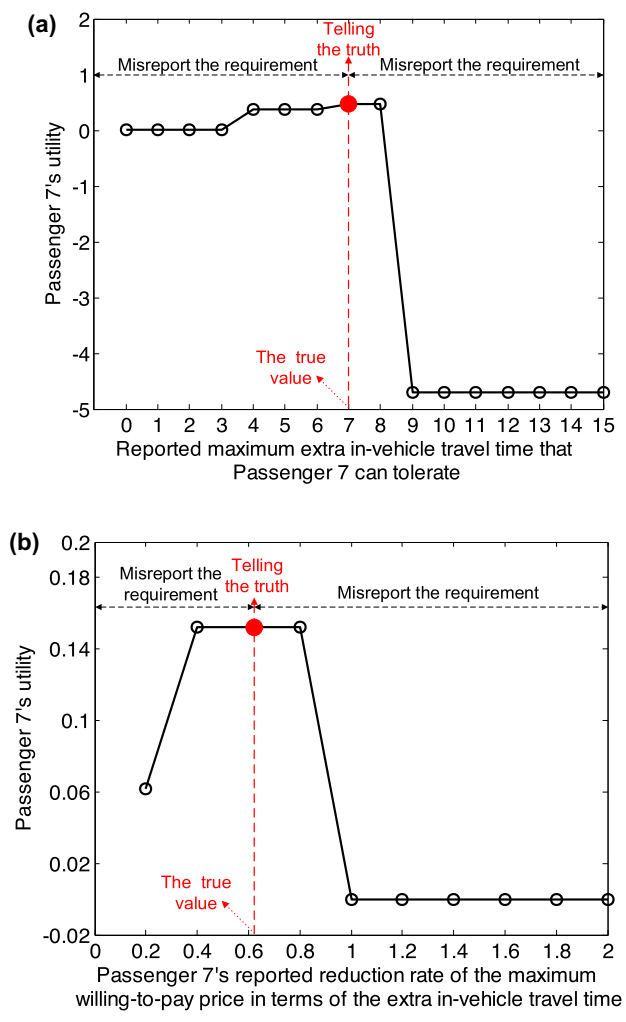 (a)
Telling
the truth
Misreport the requirement
Misreport the requirement
2
1
0
-1
-2
-3
-4
-5
Passenger 7's utility
The true
value
0 1 2 3 4 5 6 7 8 9 10 11 12 13 14 15
Reported maximum extra in-vehicle travel time that
Passenger 7 can tolerate
(b)
0.2
0.18
0.14
0.1
0.06
0.02
-0.02
Passenger 7's utility
Misreport the
requirement
Telling
the truth
Misreport the requirement
The true
value
0 0.2 0.4 0.6 0.8 1 1.2 1.4 1.6 1.8 2
Passenger 7's reported reduction rate of the maximum
willing-to-pay price in terms of the extra in-vehicle travel time